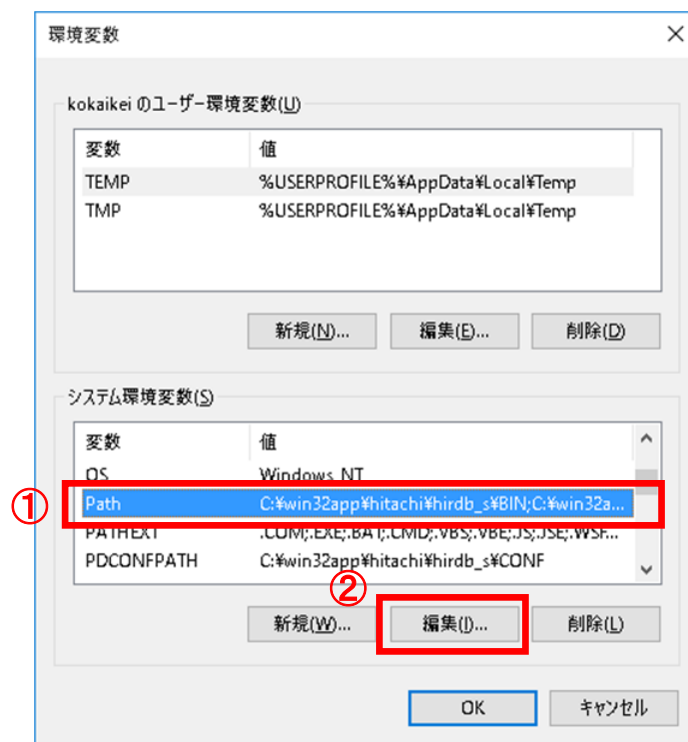 環境変数
kokaikei のユーザー環境変数(U)
変数 値
TEMP %USERPROFILE%¥AppData¥Local¥Temp
TMP %USERPROFILE%¥AppData¥Local¥Temp
新規(N)... 編集(E)... 削除(D)
システム環境変数(S)
変数 値
OS Windows_NT
① Path C:¥win32app¥hitachi¥hirdb_s¥BIN;C:¥win32a...
PATHEXT .COM;.EXE;.BAT;.CMD;.VBS;.VBE;.JS;.JSE;.WSF...
PDCONFPATH C:¥win32app¥hitachi¥hirdb_s¥CONF
②
新規(W)... 編集(I)... 削除(L)
OK キャンセル